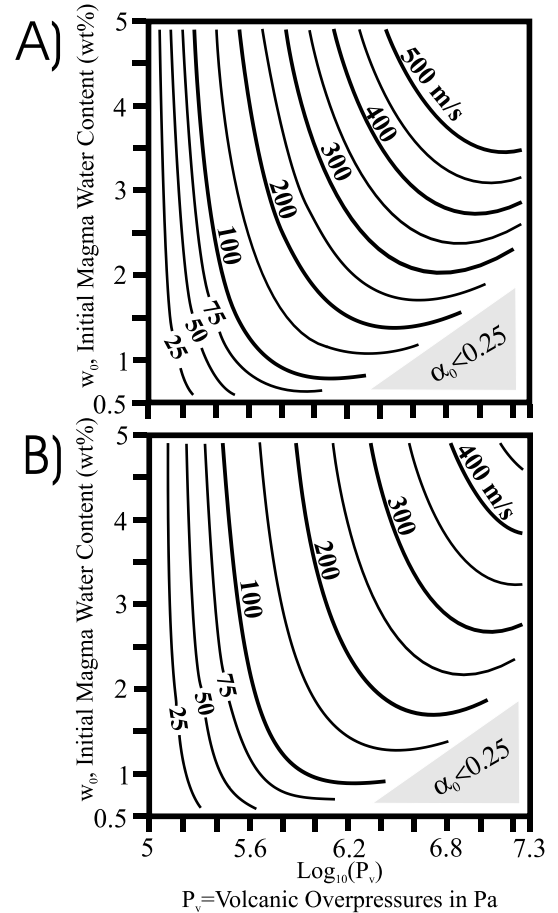 A)
w₀, Initial Magma Water Content (wt%)
5
4
3
2
1
0.5
500 m/s
400
300
200
100
75
50
25
α₀<0.25
B)
w₀, Initial Magma Water Content (wt%)
5
4
3
2
1
0.5
400 m/s
300
200
100
75
50
25
α₀<0.25
5 5.6 6.2 6.8 7.3
Log₁₀(Pᵥ)
Pᵥ=Volcanic Overpressures in Pa